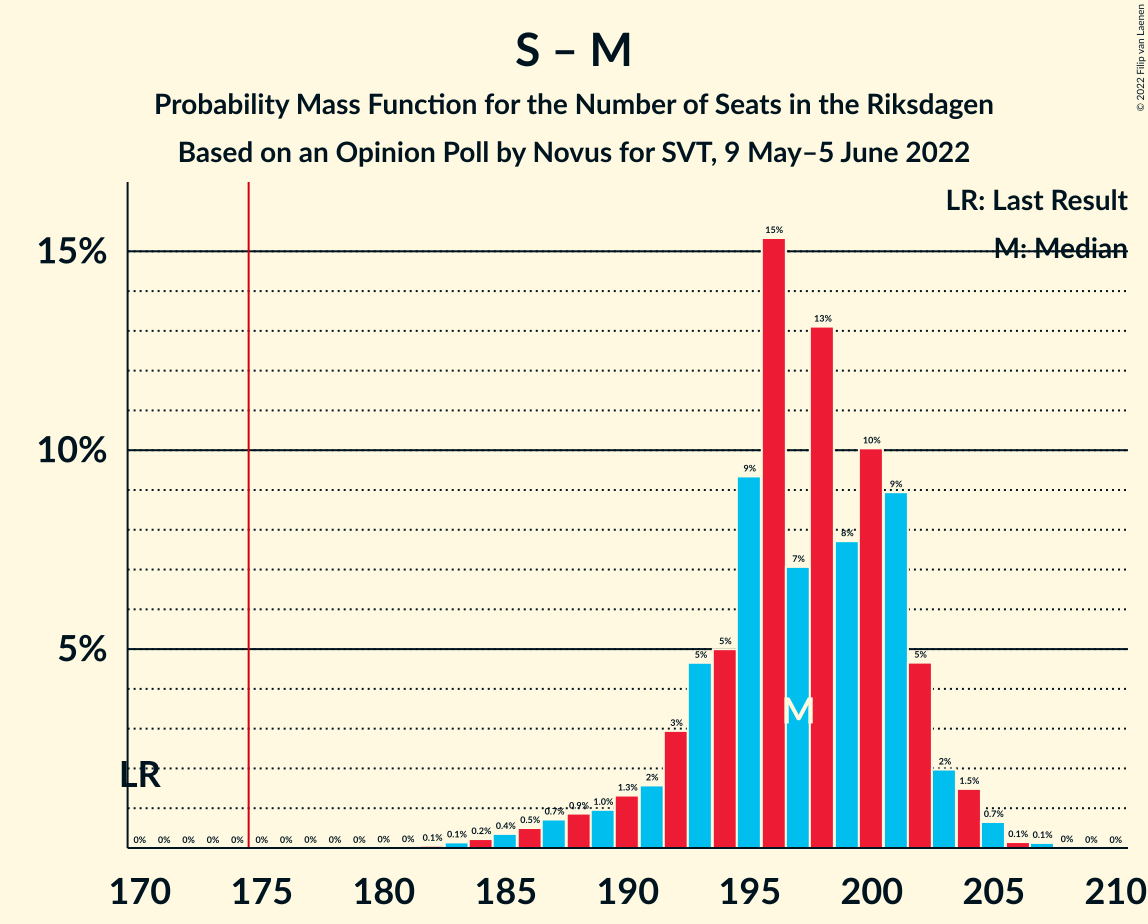 S – M
Probability Mass Function for the Number of Seats in the Riksdagen
Based on an Opinion Poll by Novus for SVT, 9 May–5 June 2022
© 2022 Filip van Laenen
LR: Last Result
M: Median
15%
10%
5%
15%
13%
10%
9%
9%
8%
7%
5%
5%
5%
3%
2%
2%
1.5%
1.3%
1.0%
0.9%
0.7%
0.7%
0.5%
0.4%
0.2%
0.1%
0.1%
0.1%
0.1%
M
LR
0% 0% 0% 0% 0% 0% 0% 0% 0% 0% 0% 0% 0% 0% 0%
170 175 180 185 190 195 200 205 210